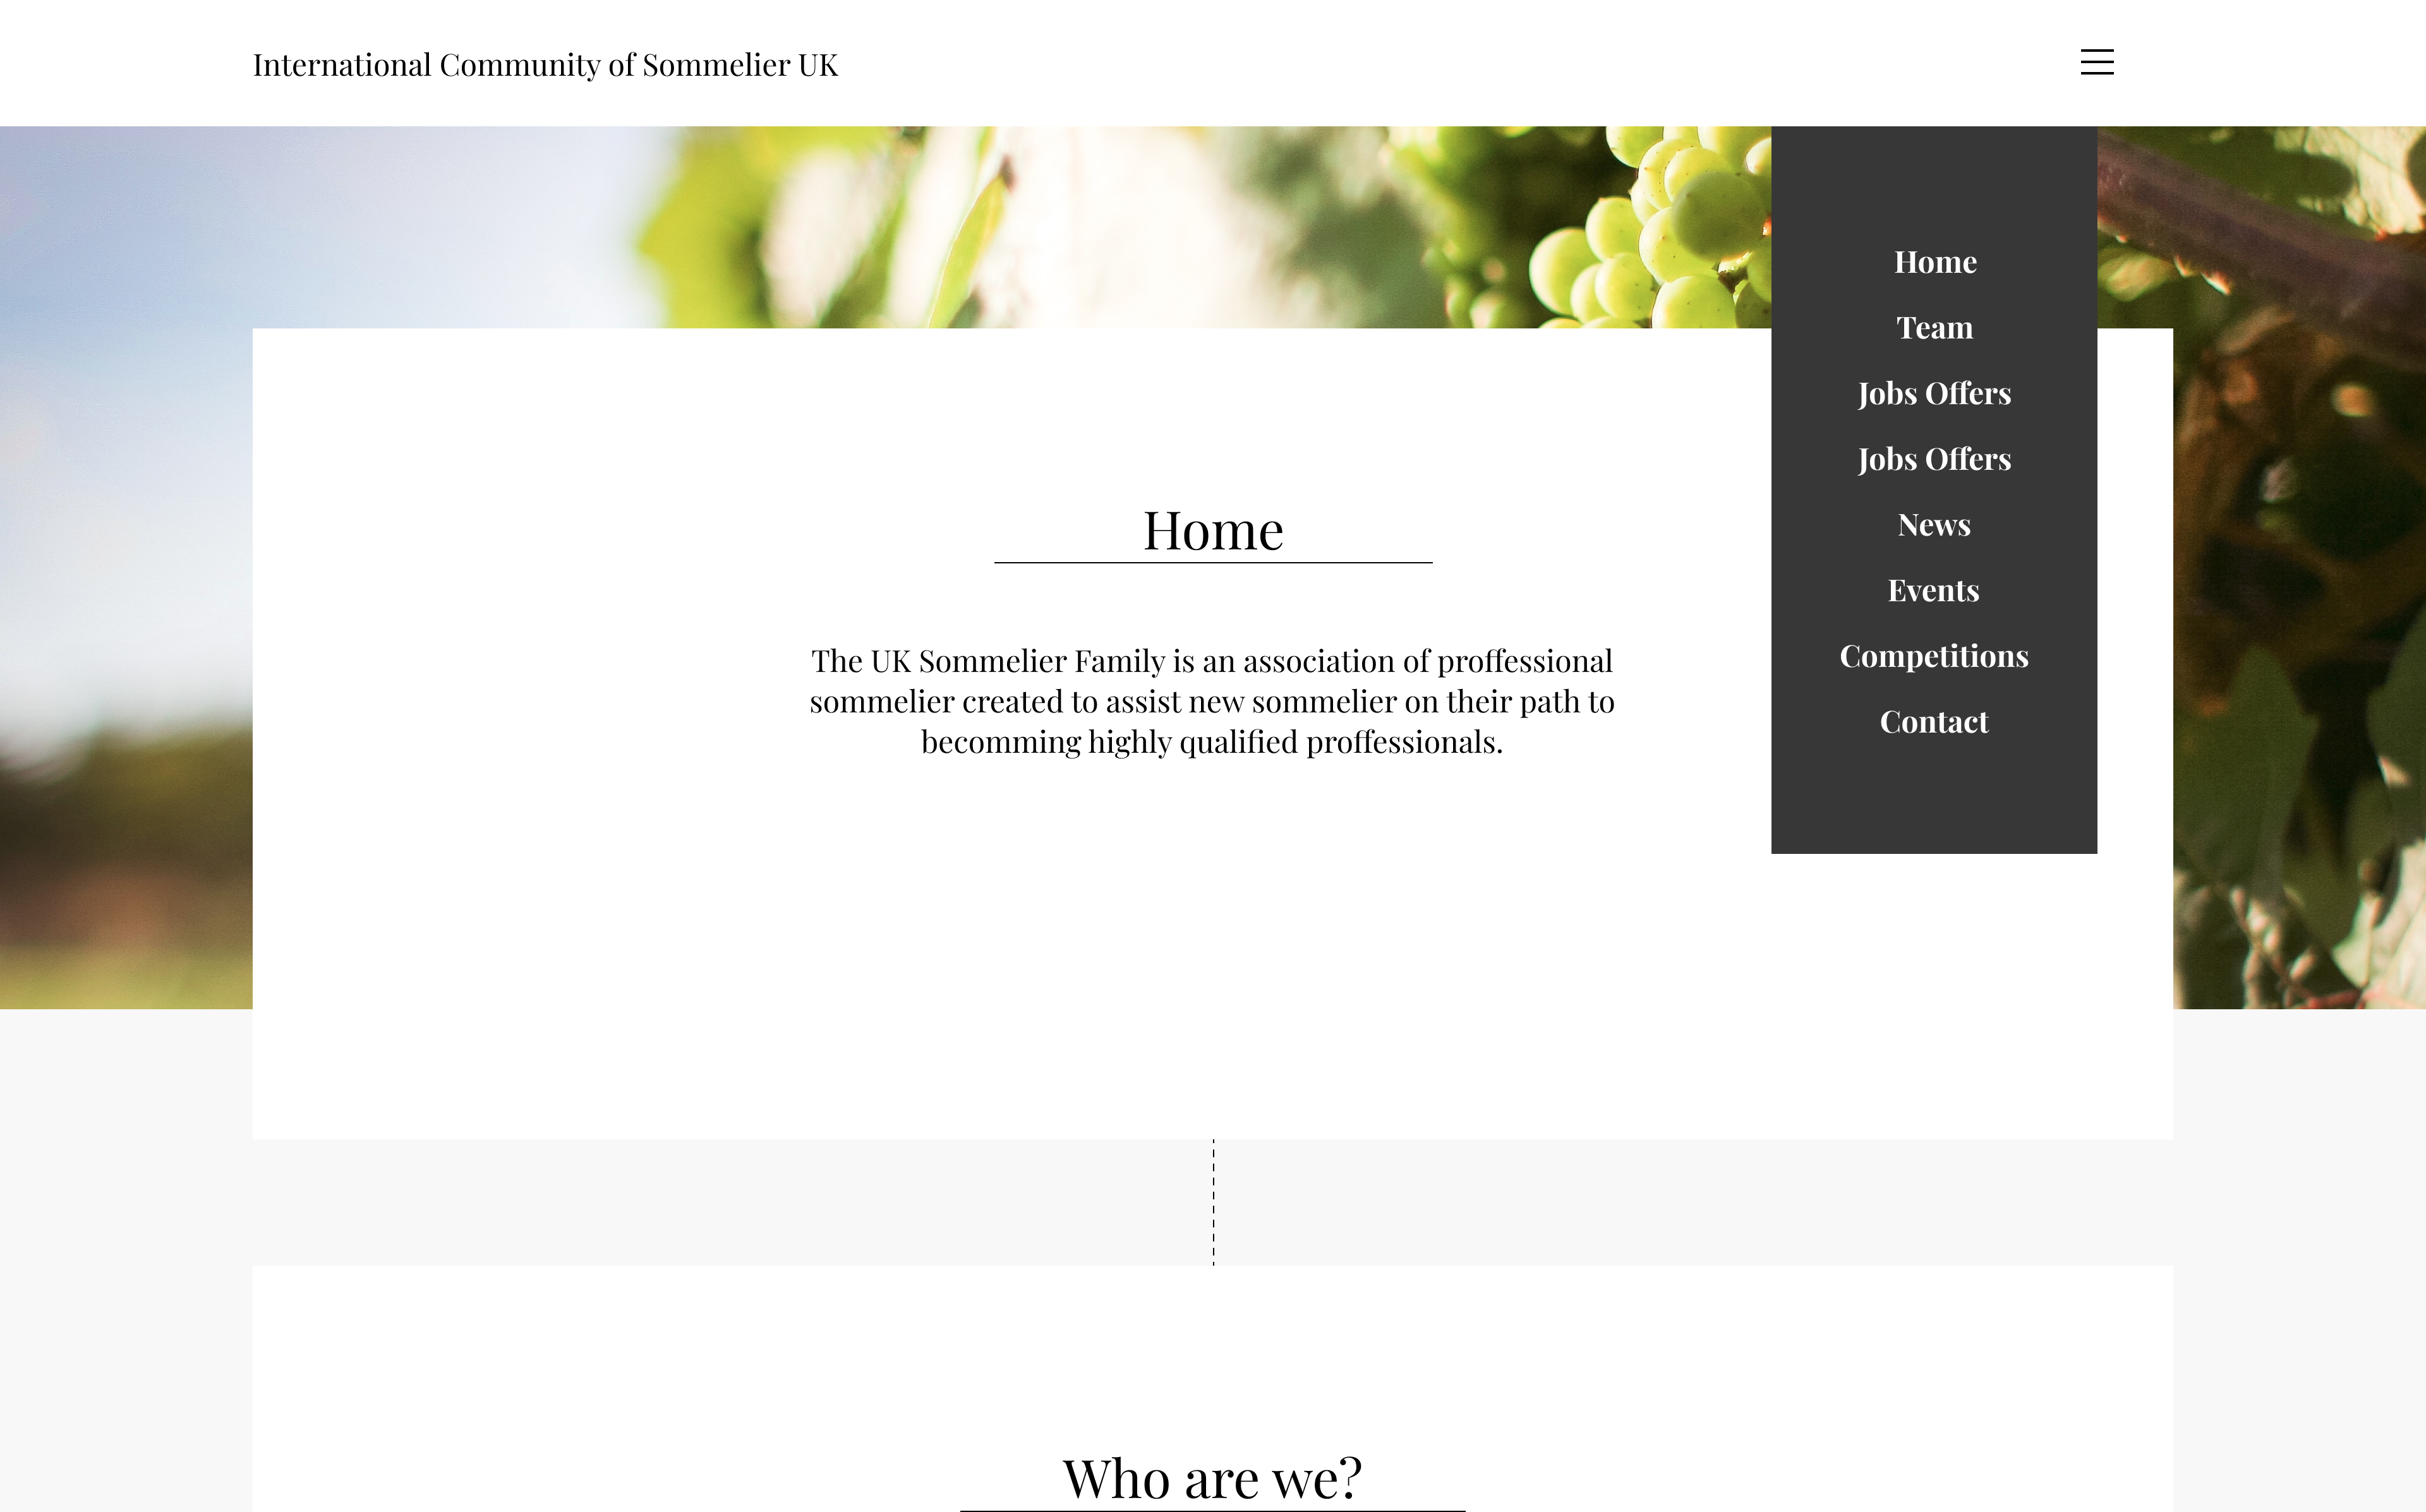 International Community of Sommelier UK
Home
Team
Jobs Offers
Jobs Offers
News
Events
Competitions
Contact
Home
The UK Sommelier Family is an association of proffessional
sommelier created to assist new sommelier on their path to
becomming highly qualified proffessionals.
Who are we?